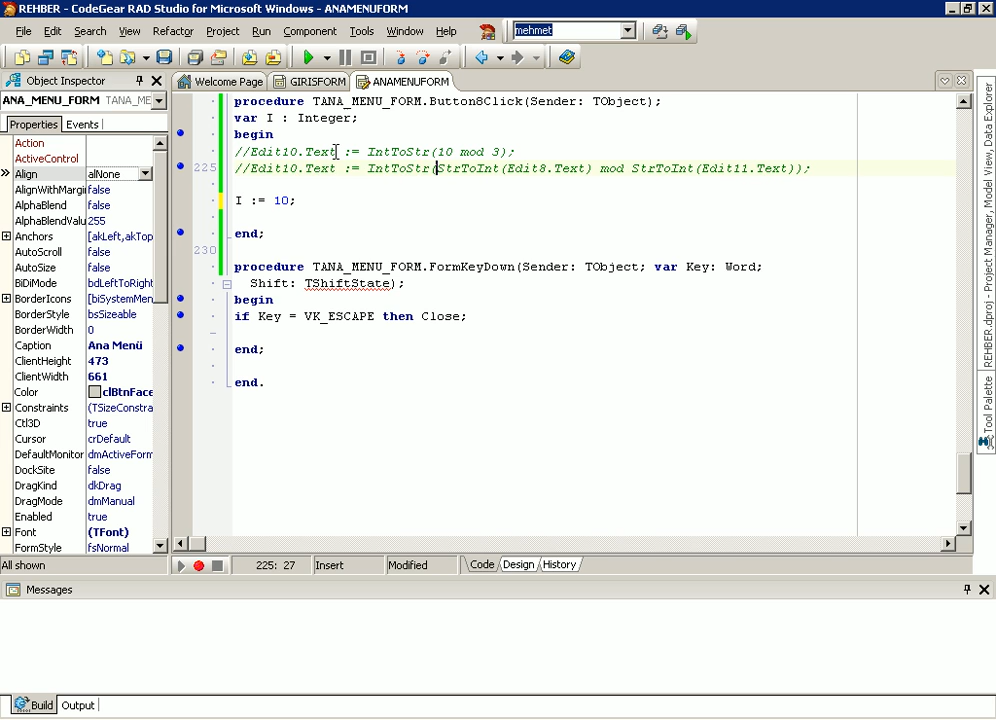 REHBER - CodeGear RAD Studio for Microsoft Windows - ANAMENUFORM
File Edit Search View Refactor Project Run Component Tools Window Help mehmet
Object Inspector
Welcome Page GIRISFORM ANAMENUFORM
ANA_MENU_FORM TANA_ME
Properties Events
Action
ActiveControl
Align alNone
AlignWithMargi false
AlphaBlend false
AlphaBlendValu 255
Anchors [akLeft,akTop
AutoScroll false
AutoSize false
BiDiMode bdLeftToRight
BorderIcons [biSystemMen
BorderStyle bsSizeable
BorderWidth 0
Caption Ana Menü
ClientHeight 473
ClientWidth 661
Color clBtnFace
Constraints (TSizeConstra
Ctl3D true
Cursor crDefault
DefaultMonitor dmActiveForm
DockSite false
DragKind dkDrag
DragMode dmManual
Enabled true
Font (TFont)
FormStyle fsNormal
All shown
procedure TANA_MENU_FORM.Button8Click(Sender: TObject);
var I : Integer;
begin
//Edit10.Text := IntToStr(10 mod 3);
225 //Edit10.Text := IntToStr(StrToInt(Edit8.Text) mod StrToInt(Edit11.Text));
I := 10;
end;
230
procedure TANA_MENU_FORM.FormKeyDown(Sender: TObject; var Key: Word;
Shift: TShiftState);
begin
if Key = VK_ESCAPE then Close;
end;
end.
225: 27 Insert Modified Code Design History
REHBER.dproj - Project Manager, Model View, Data Explorer
Tool Palette
Messages
Build Output